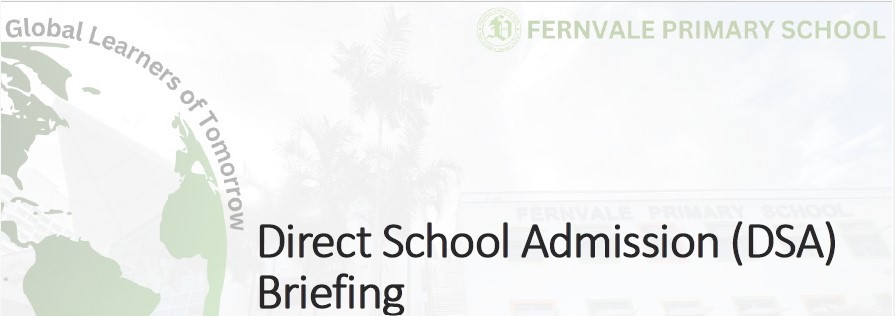 Global Learners of Tomorrow
FERNVALE PRIMARY SCHOOL
FERNVALE PRIMARY SCHOOL
Direct School Admission (DSA)
Briefing